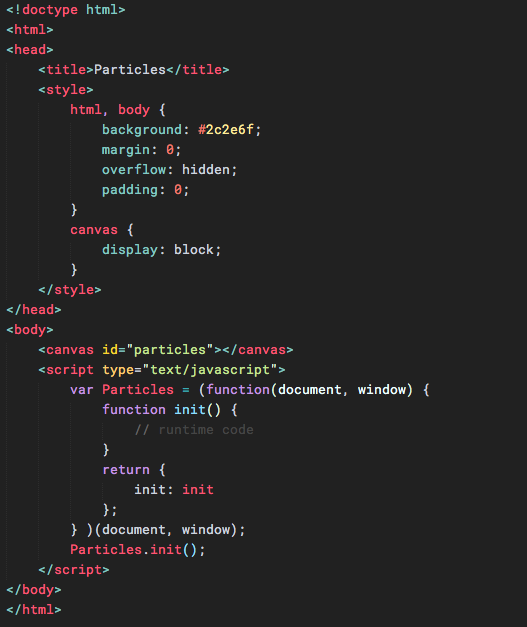 <!doctype html>
<html>
<head>
    <title>Particles</title>
    <style>
        html, body {
            background: #2c2e6f;
            margin: 0;
            overflow: hidden;
            padding: 0;
        }
        canvas {
            display: block;
        }
    </style>
</head>
<body>
    <canvas id="particles"></canvas>
    <script type="text/javascript">
        var Particles = (function(document, window) {
            function init() {
                // runtime code
            }
            return {
                init: init
            };
        } )(document, window);
        Particles.init();
    </script>
</body>
</html>